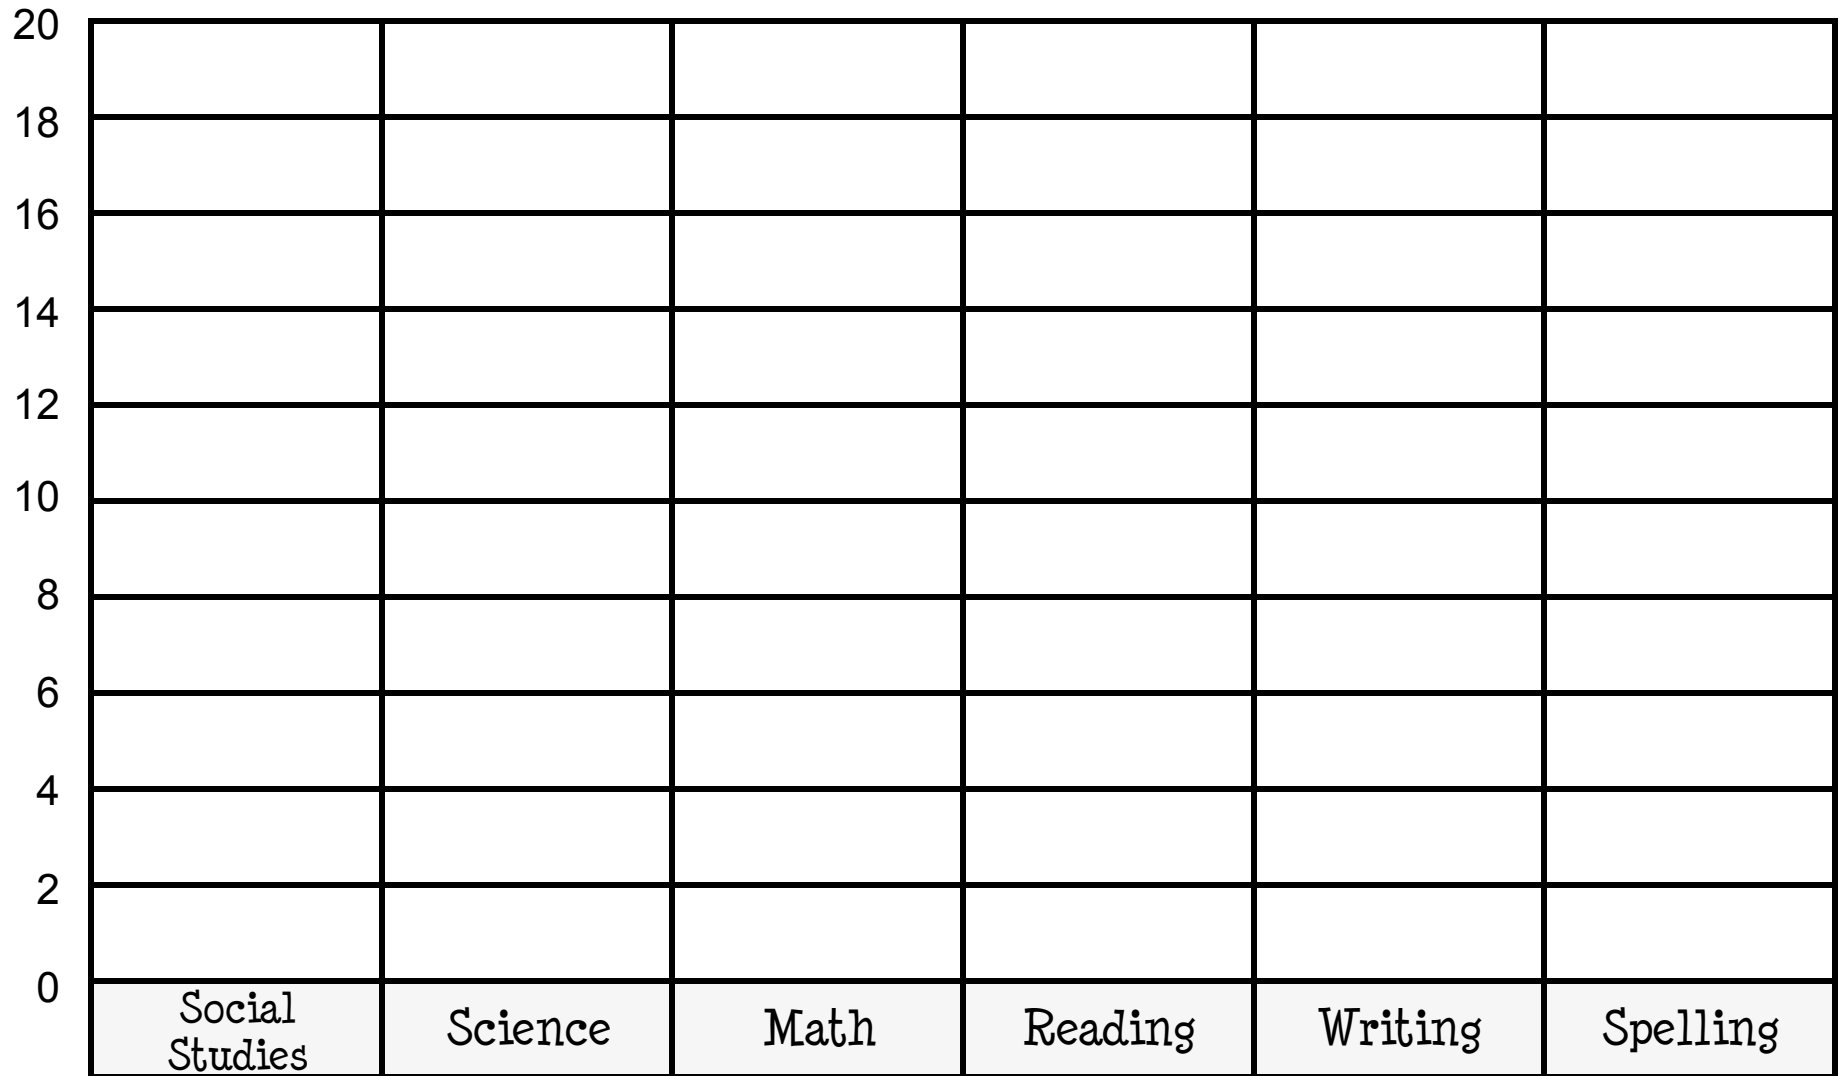 20
18
16
14
12
10
8
6
4
2
0
Social
Studies
Science
Math
Reading
Writing
Spelling